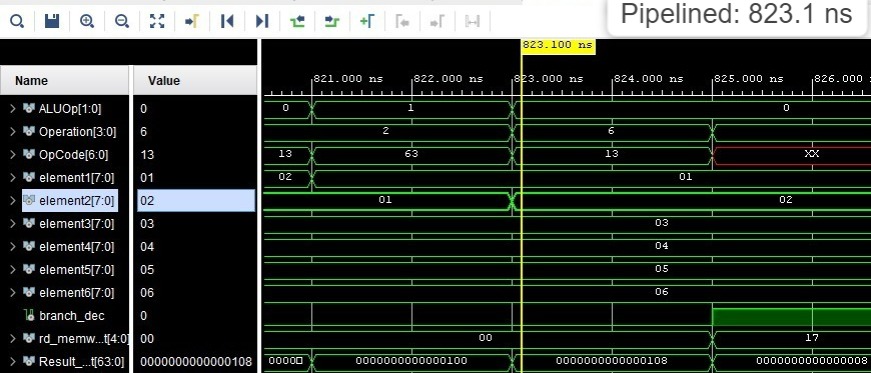 Pipelined: 823.1 ns
823.100 ns
Name Value 821.000 ns 822.000 ns 823.000 ns 824.000 ns 825.000 ns 826.000
ALUOp[1:0] 0 0 1 0
Operation[3:0] 6 2 6
OpCode[6:0] 13 13 63 13 XX
element1[7:0] 01 02 01
element2[7:0] 02 01 02
element3[7:0] 03 03
element4[7:0] 04 04
element5[7:0] 05 05
element6[7:0] 06 06
branch_dec 0
rd_memw...t[4:0] 00 00 17
Result_...t[63:0] 0000000000000108 0000 0000000000000100 0000000000000108 0000000000000008